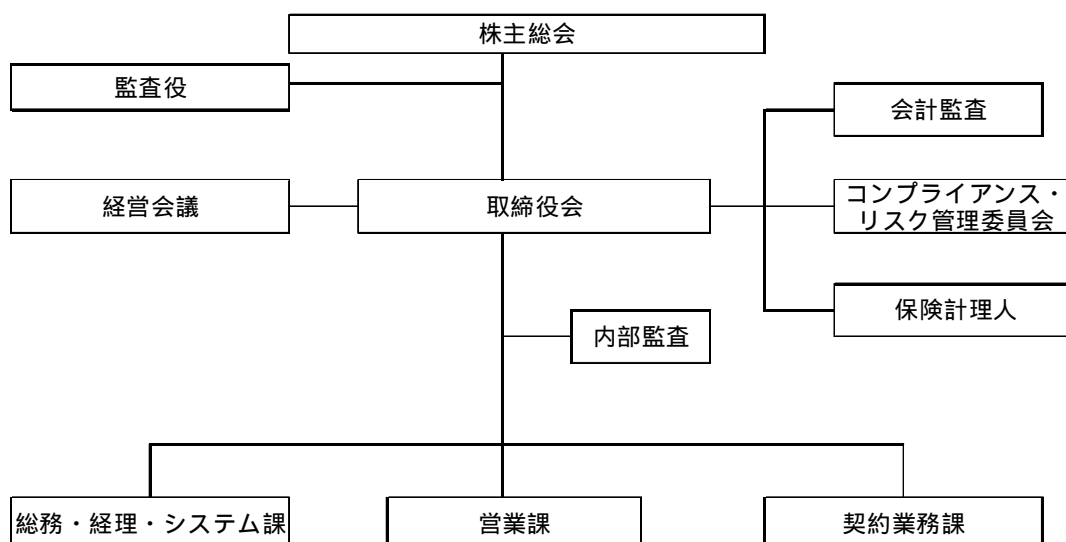 株主総会
監査役
会計監査
経営会議
取締役会
コンプライアンス・
リスク管理委員会
保険計理人
内部監査
総務・経理・システム課
営業課
契約業務課